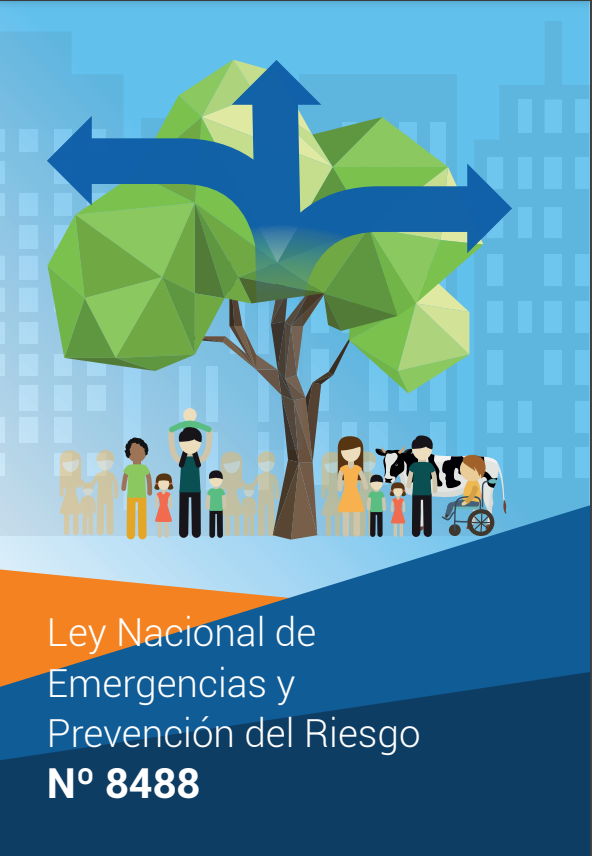 Ley Nacional de
Emergencias y
Prevención del Riesgo
Nº 8488